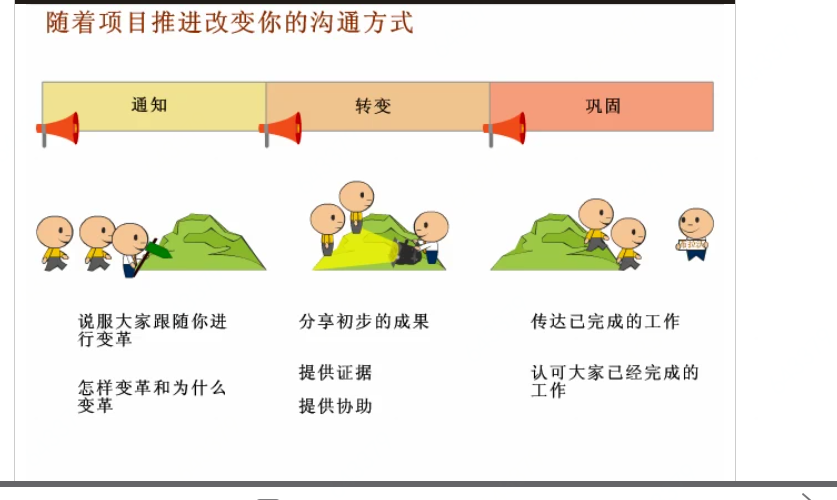 随着项目推进改变你的沟通方式
通知
转变
巩固
说服大家跟随你进
行变革
怎样变革和为什么
变革
分享初步的成果
提供证据
提供协助
传达已完成的工作
认可大家已经完成的
工作